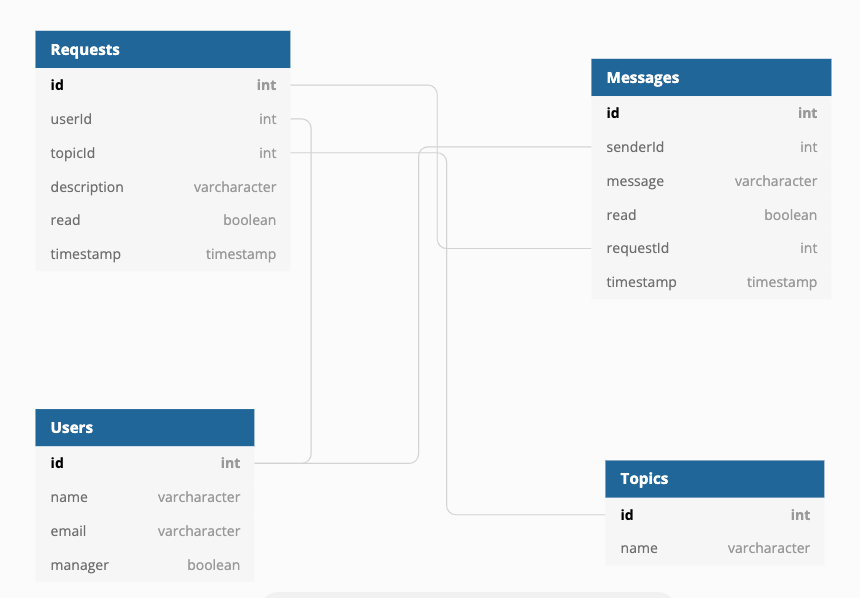 Requests
id int
userId int
topicId int
description varcharacter
read boolean
timestamp timestamp
Messages
id int
senderId int
message varcharacter
read boolean
requestId int
timestamp timestamp
Users
id int
name varcharacter
email varcharacter
manager boolean
Topics
id int
name varcharacter